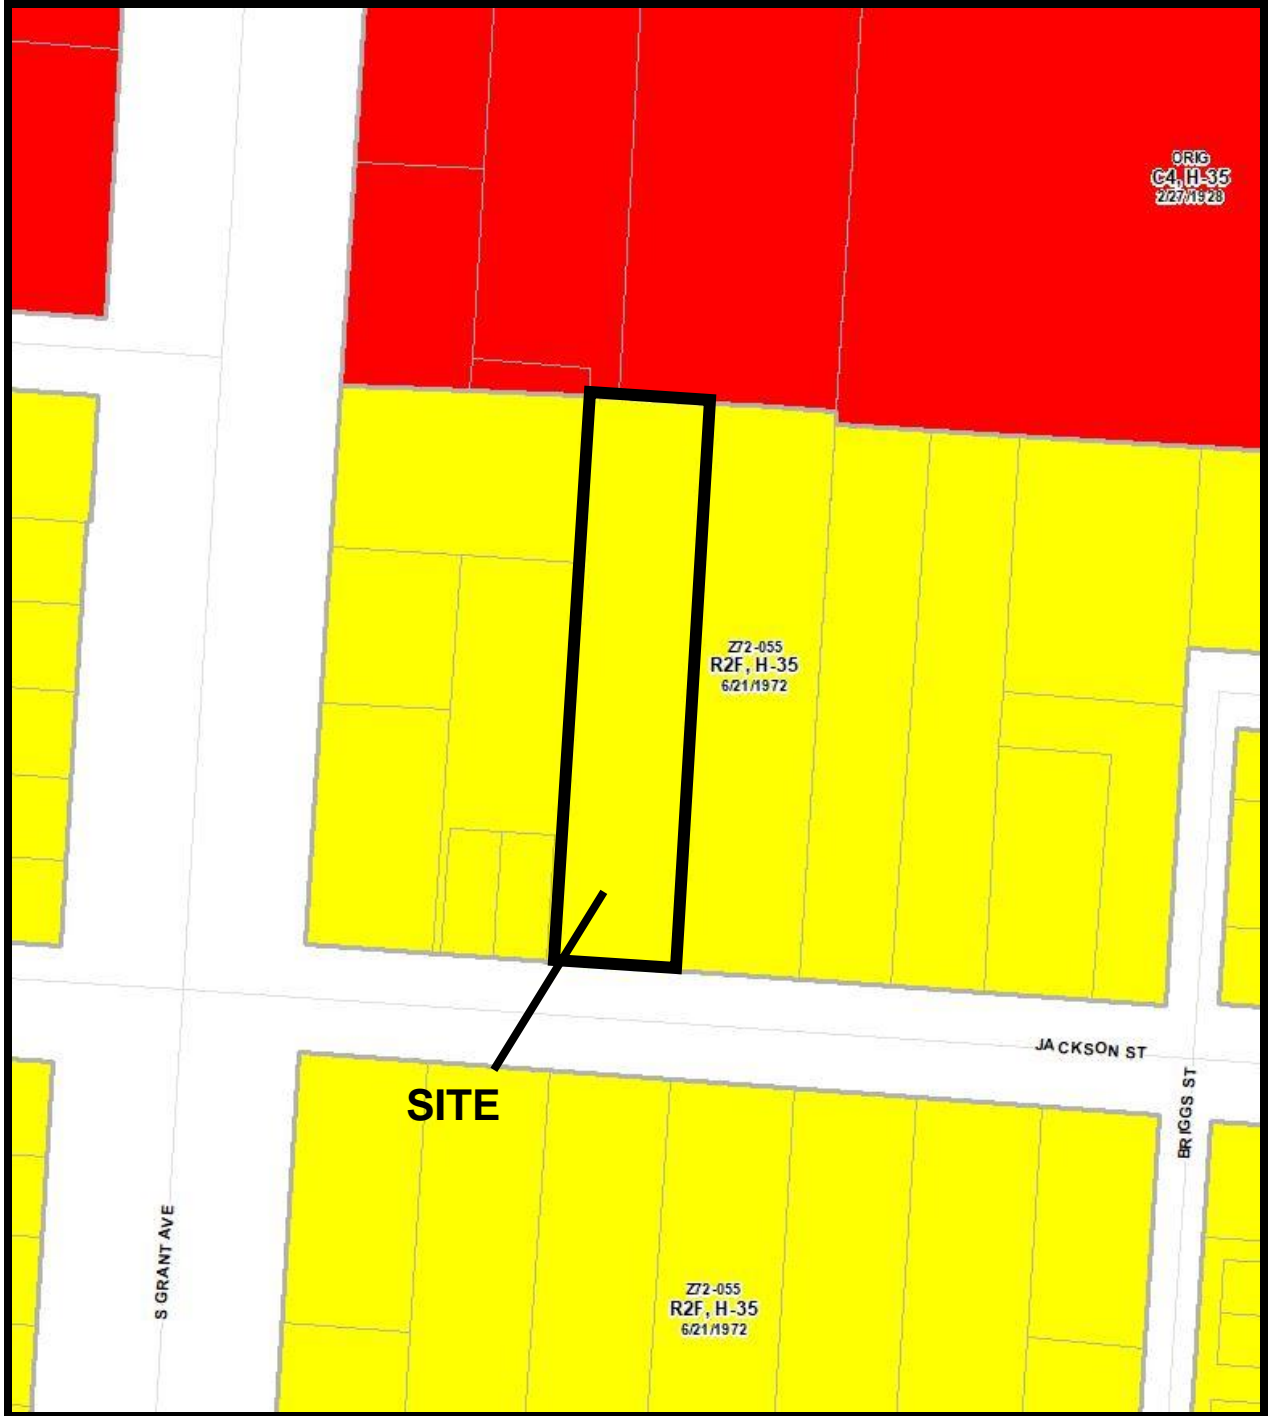 ORIG
C4, H-35
2/27/1928
Z72-055
R2F, H-35
6/21/1972
JACKSON ST
BRIGGS ST
SITE
S GRANT AVE
Z72-055
R2F, H-35
6/21/1972